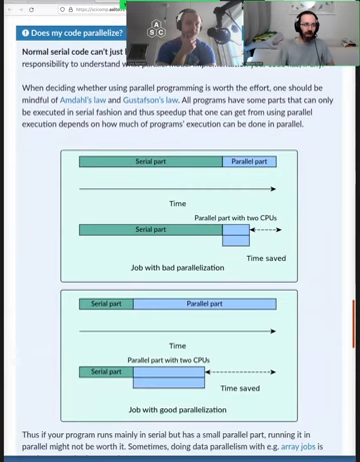 https://scicomp.aalto
Does my code parallelize?
A
S C
Normal serial code can't just
responsibility to understand
When deciding whether using parallel programming is worth the effort, one should be
mindful of Amdahl's law and Gustafson's law. All programs have some parts that can only
be executed in serial fashion and thus speedup that one can get from using parallel
execution depends on how much of programs' execution can be done in parallel.
Serial part Parallel part
Time
Parallel part with two CPUs
Serial part
Time saved
Job with bad parallelization
Serial part Parallel part
Time
Parallel part with two CPUs
Serial part
Time saved
Job with good parallelization
Thus if your program runs mainly in serial but has a small parallel part, running it in
parallel might not be worth it. Sometimes, doing data parallelism with e.g. array jobs is